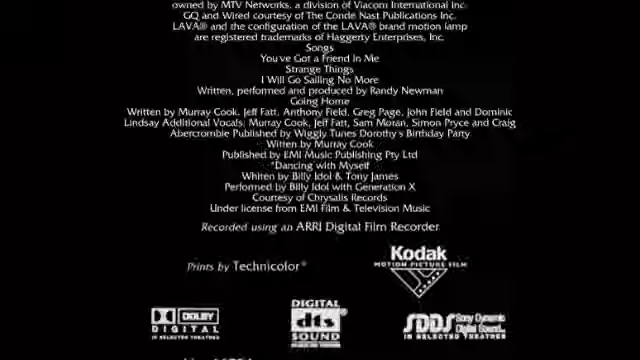 owned by MTV Networks, a division of Viacom International Inc.
GQ and Wired courtesy of The Conde Nast Publications Inc.
LAVA® and the configuration of the LAVA® brand motion lamp
are registered trademarks of Haggerty Enterprises, Inc.
Songs
You've Got a Friend In Me
Strange Things
I Will Go Sailing No More
Written, performed and produced by Randy Newman
Going Home
Written by Murray Cook, Jeff Fatt, Anthony Field, Greg Page, John Field and Dominic
Lindsay Additional Vocals: Murray Cook, Jeff Fatt, Sam Moran, Simon Pryce and Craig
Abercrombie Published by Wiggly Tunes Dorothy's Birthday Party
Witten by Murray Cook
Published by EMI Music Publishing Pty Ltd
"Dancing with Myself
Whiten by Billy Idol & Tony James
Performed by Billy Idol with Generation X
Courtesy of Chrysalis Records
Under license from EMI Film & Television Music
Recorded using an ARRI Digital Film Recorder
Prints by Technicolor®
Kodak
MOTION PICTURE FILM
DOLBY
DIGITAL
IN SELECTED THEATRES
DIGITAL
dts
SOUND
SDDS Sony Dynamic
Digital Sound
IN SELECTED THEATRES